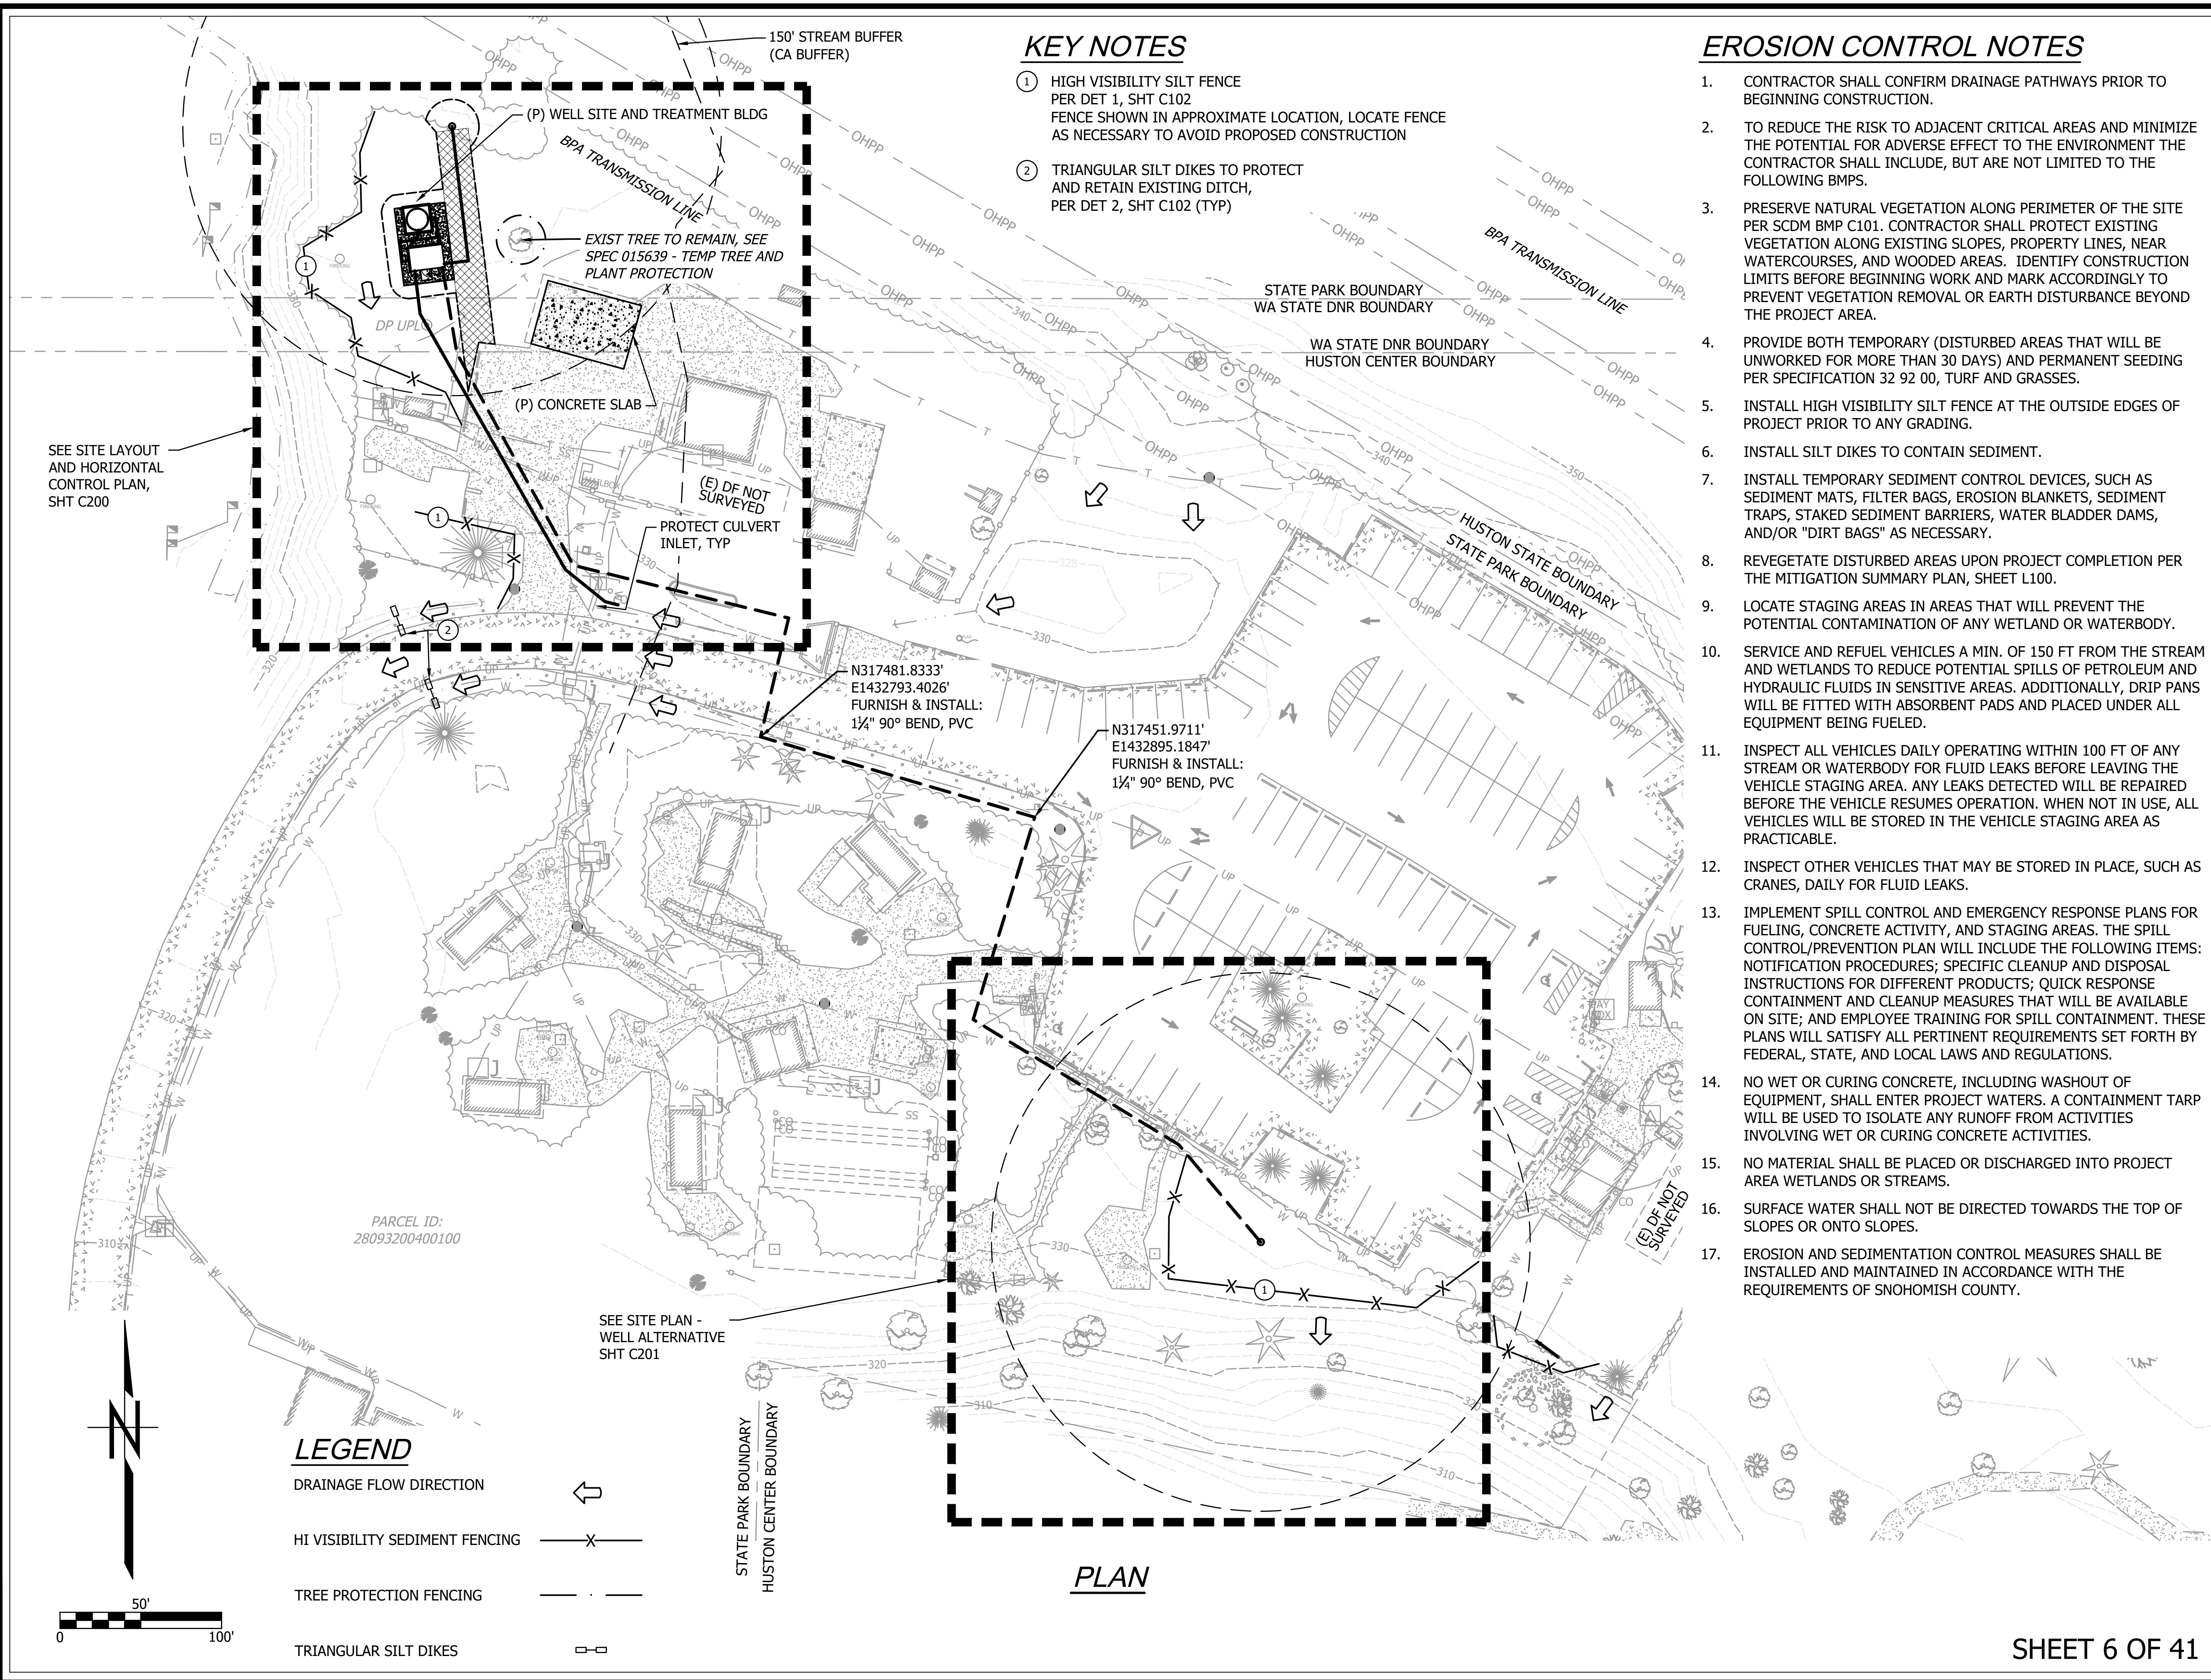 150' STREAM BUFFER
(CA BUFFER)
(P) WELL SITE AND TREATMENT BLDG
BPA TRANSMISSION LINE
EXIST TREE TO REMAIN, SEE
SPEC 015639 - TEMP TREE AND
PLANT PROTECTION
DP UPL
(P) CONCRETE SLAB
SEE SITE LAYOUT
AND HORIZONTAL
CONTROL PLAN,
SHT C200
(E) DF NOT
SURVEYED
PROTECT CULVERT
INLET, TYP
N317481.8333'
E1432793.4026'
FURNISH & INSTALL:
1¼" 90° BEND, PVC
N317451.9711'
E1432895.1847'
FURNISH & INSTALL:
1¼" 90° BEND, PVC
STATE PARK BOUNDARY
WA STATE DNR BOUNDARY
WA STATE DNR BOUNDARY
HUSTON CENTER BOUNDARY
BPA TRANSMISSION LINE
HUSTON STATE BOUNDARY
STATE PARK BOUNDARY
PARCEL ID:
28093200400100
SEE SITE PLAN -
WELL ALTERNATIVE
SHT C201
(E) DF NOT
SURVEYED
STATE PARK BOUNDARY
HUSTON CENTER BOUNDARY
KEY NOTES
1 HIGH VISIBILITY SILT FENCE
PER DET 1, SHT C102
FENCE SHOWN IN APPROXIMATE LOCATION, LOCATE FENCE
AS NECESSARY TO AVOID PROPOSED CONSTRUCTION
2 TRIANGULAR SILT DIKES TO PROTECT
AND RETAIN EXISTING DITCH,
PER DET 2, SHT C102 (TYP)
EROSION CONTROL NOTES
1. CONTRACTOR SHALL CONFIRM DRAINAGE PATHWAYS PRIOR TO
BEGINNING CONSTRUCTION.
2. TO REDUCE THE RISK TO ADJACENT CRITICAL AREAS AND MINIMIZE
THE POTENTIAL FOR ADVERSE EFFECT TO THE ENVIRONMENT THE
CONTRACTOR SHALL INCLUDE, BUT ARE NOT LIMITED TO THE
FOLLOWING BMPS.
3. PRESERVE NATURAL VEGETATION ALONG PERIMETER OF THE SITE
PER SCDM BMP C101. CONTRACTOR SHALL PROTECT EXISTING
VEGETATION ALONG EXISTING SLOPES, PROPERTY LINES, NEAR
WATERCOURSES, AND WOODED AREAS. IDENTIFY CONSTRUCTION
LIMITS BEFORE BEGINNING WORK AND MARK ACCORDINGLY TO
PREVENT VEGETATION REMOVAL OR EARTH DISTURBANCE BEYOND
THE PROJECT AREA.
4. PROVIDE BOTH TEMPORARY (DISTURBED AREAS THAT WILL BE
UNWORKED FOR MORE THAN 30 DAYS) AND PERMANENT SEEDING
PER SPECIFICATION 32 92 00, TURF AND GRASSES.
5. INSTALL HIGH VISIBILITY SILT FENCE AT THE OUTSIDE EDGES OF
PROJECT PRIOR TO ANY GRADING.
6. INSTALL SILT DIKES TO CONTAIN SEDIMENT.
7. INSTALL TEMPORARY SEDIMENT CONTROL DEVICES, SUCH AS
SEDIMENT MATS, FILTER BAGS, EROSION BLANKETS, SEDIMENT
TRAPS, STAKED SEDIMENT BARRIERS, WATER BLADDER DAMS,
AND/OR "DIRT BAGS" AS NECESSARY.
8. REVEGETATE DISTURBED AREAS UPON PROJECT COMPLETION PER
THE MITIGATION SUMMARY PLAN, SHEET L100.
9. LOCATE STAGING AREAS IN AREAS THAT WILL PREVENT THE
POTENTIAL CONTAMINATION OF ANY WETLAND OR WATERBODY.
10. SERVICE AND REFUEL VEHICLES A MIN. OF 150 FT FROM THE STREAM
AND WETLANDS TO REDUCE POTENTIAL SPILLS OF PETROLEUM AND
HYDRAULIC FLUIDS IN SENSITIVE AREAS. ADDITIONALLY, DRIP PANS
WILL BE FITTED WITH ABSORBENT PADS AND PLACED UNDER ALL
EQUIPMENT BEING FUELED.
11. INSPECT ALL VEHICLES DAILY OPERATING WITHIN 100 FT OF ANY
STREAM OR WATERBODY FOR FLUID LEAKS BEFORE LEAVING THE
VEHICLE STAGING AREA. ANY LEAKS DETECTED WILL BE REPAIRED
BEFORE THE VEHICLE RESUMES OPERATION. WHEN NOT IN USE, ALL
VEHICLES WILL BE STORED IN THE VEHICLE STAGING AREA AS
PRACTICABLE.
12. INSPECT OTHER VEHICLES THAT MAY BE STORED IN PLACE, SUCH AS
CRANES, DAILY FOR FLUID LEAKS.
13. IMPLEMENT SPILL CONTROL AND EMERGENCY RESPONSE PLANS FOR
FUELING, CONCRETE ACTIVITY, AND STAGING AREAS. THE SPILL
CONTROL/PREVENTION PLAN WILL INCLUDE THE FOLLOWING ITEMS:
NOTIFICATION PROCEDURES; SPECIFIC CLEANUP AND DISPOSAL
INSTRUCTIONS FOR DIFFERENT PRODUCTS; QUICK RESPONSE
CONTAINMENT AND CLEANUP MEASURES THAT WILL BE AVAILABLE
ON SITE; AND EMPLOYEE TRAINING FOR SPILL CONTAINMENT. THESE
PLANS WILL SATISFY ALL PERTINENT REQUIREMENTS SET FORTH BY
FEDERAL, STATE, AND LOCAL LAWS AND REGULATIONS.
14. NO WET OR CURING CONCRETE, INCLUDING WASHOUT OF
EQUIPMENT, SHALL ENTER PROJECT WATERS. A CONTAINMENT TARP
WILL BE USED TO ISOLATE ANY RUNOFF FROM ACTIVITIES
INVOLVING WET OR CURING CONCRETE ACTIVITIES.
15. NO MATERIAL SHALL BE PLACED OR DISCHARGED INTO PROJECT
AREA WETLANDS OR STREAMS.
16. SURFACE WATER SHALL NOT BE DIRECTED TOWARDS THE TOP OF
SLOPES OR ONTO SLOPES.
17. EROSION AND SEDIMENTATION CONTROL MEASURES SHALL BE
INSTALLED AND MAINTAINED IN ACCORDANCE WITH THE
REQUIREMENTS OF SNOHOMISH COUNTY.
LEGEND
DRAINAGE FLOW DIRECTION
HI VISIBILITY SEDIMENT FENCING
TREE PROTECTION FENCING
TRIANGULAR SILT DIKES
N
50'
0 100'
PLAN
SHEET 6 OF 41